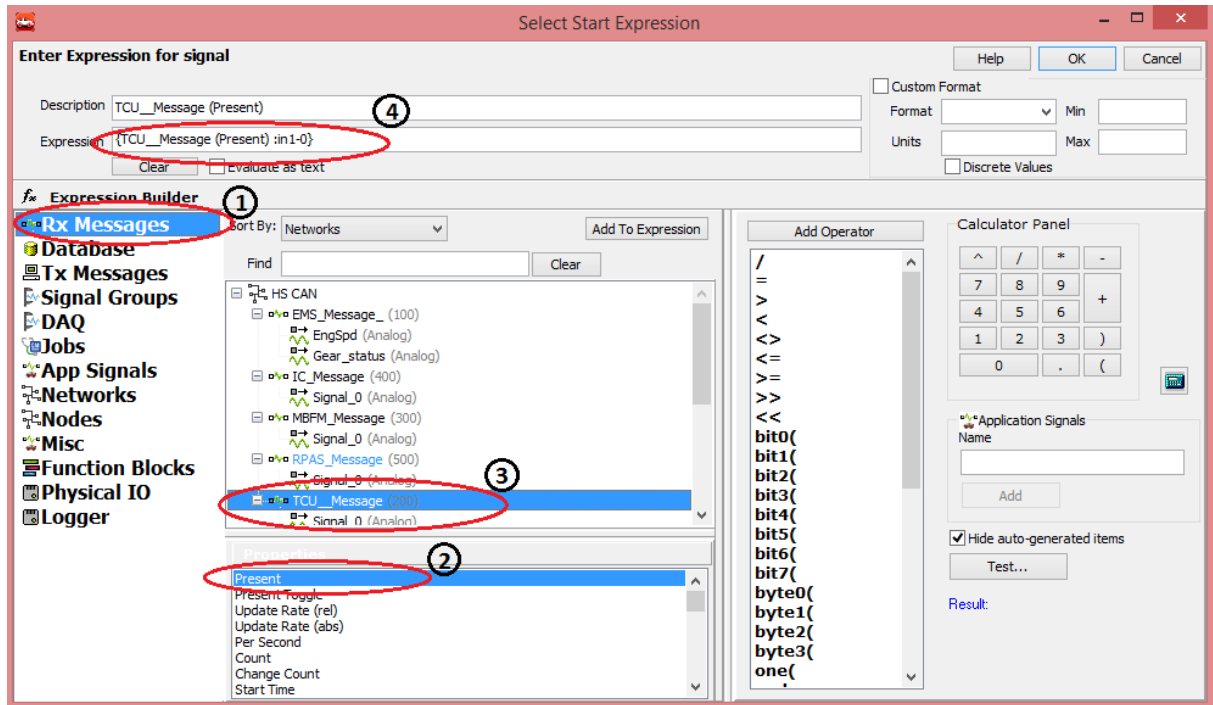 Select Start Expression
Enter Expression for signal
Help
OK
Cancel
Description
TCU__Message (Present)
4
Expression
{TCU__Message (Present) :in1-0}
Clear
Evaluate as text
Custom Format
Format
Min
Units
Max
Discrete Values
fx Expression Builder
1
Rx Messages
Database
Tx Messages
Signal Groups
DAQ
Jobs
App Signals
Networks
Nodes
Misc
Function Blocks
Physical IO
Logger
Sort By:
Networks
Add To Expression
Find
Clear
HS CAN
EMS_Message_ (100)
EngSpd (Analog)
Gear_status (Analog)
IC_Message (400)
Signal_0 (Analog)
MBFM_Message (300)
Signal_0 (Analog)
RPAS_Message (500)
Signal_0 (Analog)
3
TCU__Message (200)
Signal_0 (Analog)
Properties
2
Present
Present Toggle
Update Rate (rel)
Update Rate (abs)
Per Second
Count
Change Count
Start Time
Add Operator
/
=
>
<
<>
<=
>=
>>
<<
bit0(
bit1(
bit2(
bit3(
bit4(
bit5(
bit6(
bit7(
byte0(
byte1(
byte2(
byte3(
one(
Calculator Panel
^ / * -
7 8 9 +
4 5 6
1 2 3 )
0 . (
Application Signals
Name
Add
Hide auto-generated items
Test...
Result: